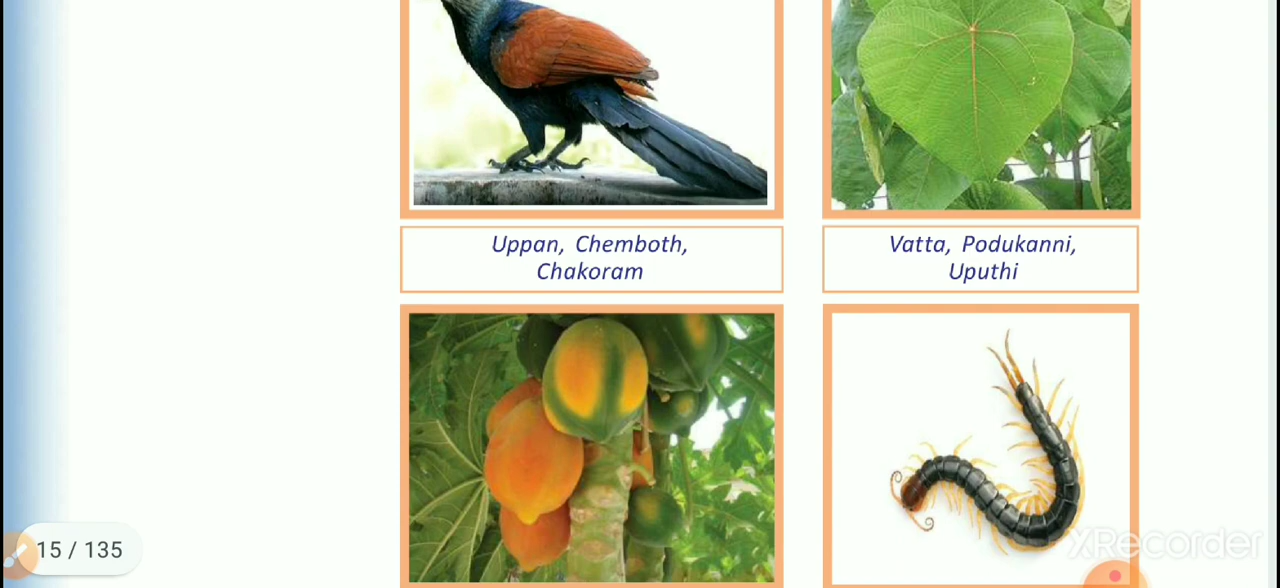 Uppan, Chemboth,
Chakoram
Vatta, Podukanni,
Uputhi
15 / 135
XRecorder